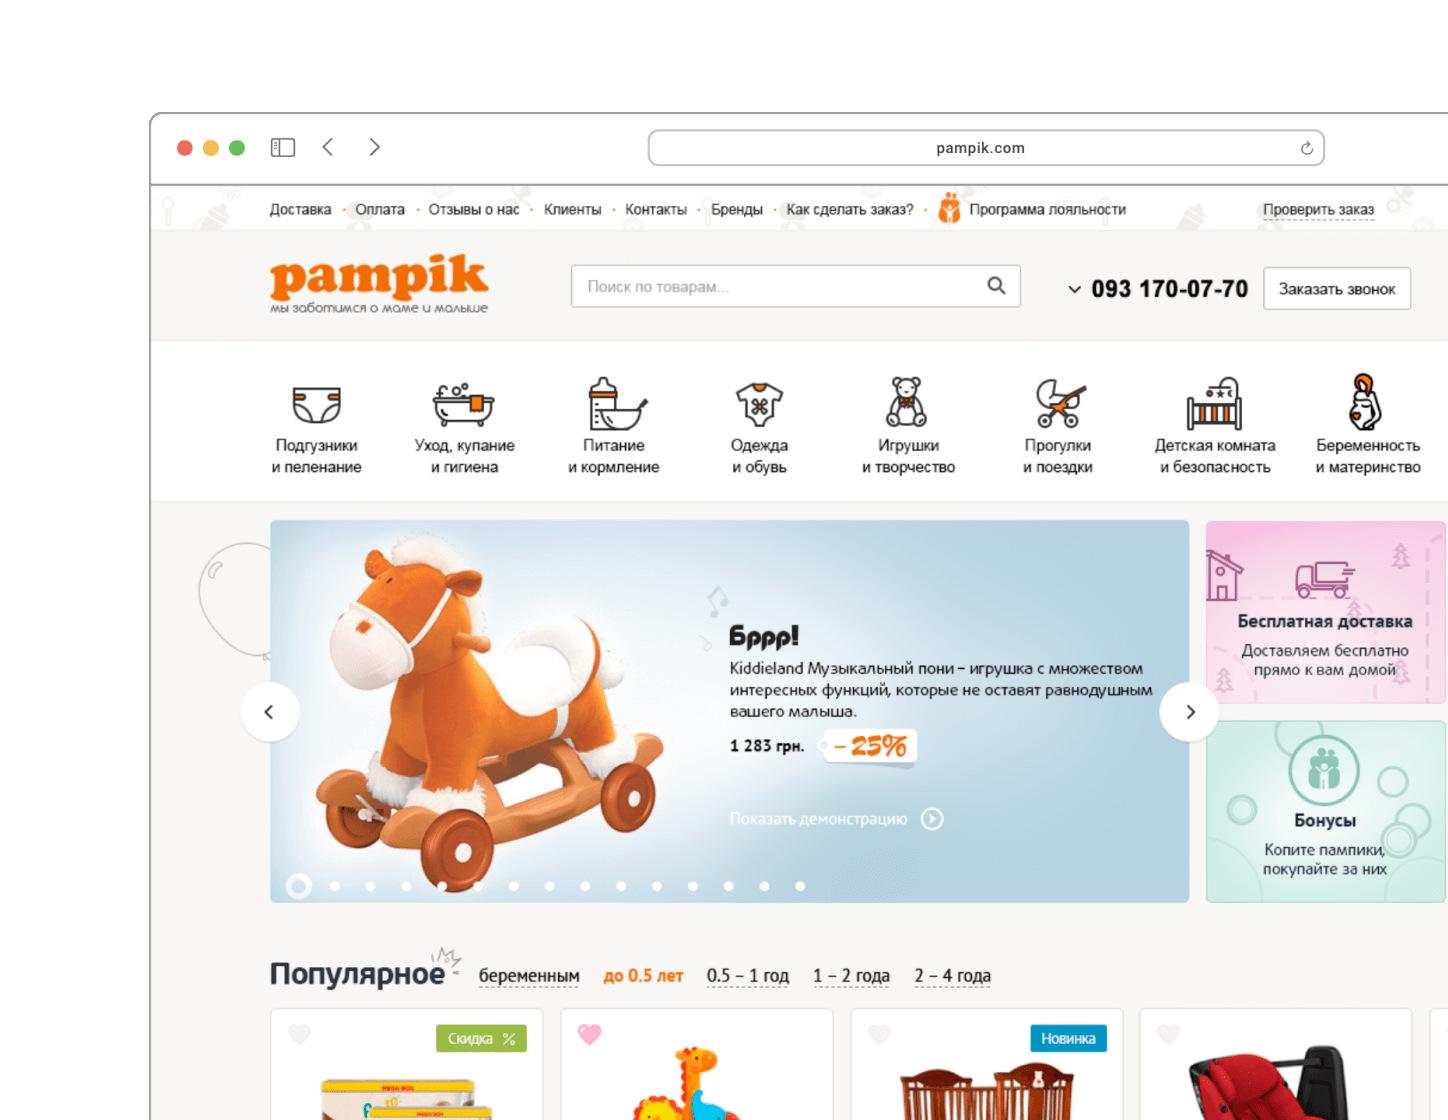 pampik.com
Доставка · Оплата · Отзывы о нас · Клиенты · Контакты · Бренды · Как сделать заказ? · Программа лояльности Проверить заказ
pampik
мы заботимся о маме и малыше
Поиск по товарам...
093 170-07-70
Заказать звонок
Подгузники
и пеленание
Уход, купание
и гигиена
Питание
и кормление
Одежда
и обувь
Игрушки
и творчество
Прогулки
и поездки
Детская комната
и безопасность
Беременность
и материнство
Бррр!
Kiddieland Музыкальный пони – игрушка с множеством
интересных функций, которые не оставят равнодушным
вашего малыша.
1 283 грн. – 25%
Показать демонстрацию
Бесплатная доставка
Доставляем бесплатно
прямо к вам домой
Бонусы
Копите пампики,
покупайте за них
Популярное беременным до 0.5 лет 0.5 – 1 год 1 – 2 года 2 – 4 года
Скидка %
Новинка
MEGA BOX
MEGA BOX